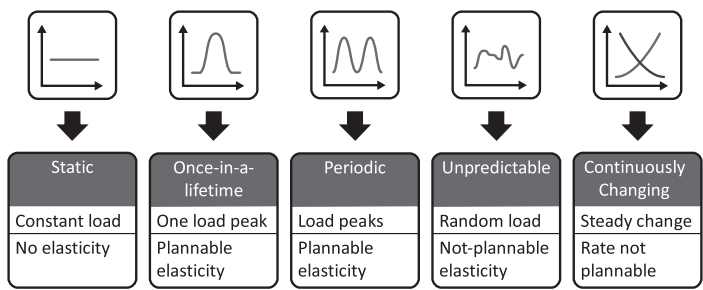 Static
Constant load
No elasticity
Once-in-a-
lifetime
One load peak
Plannable
elasticity
Periodic
Load peaks
Plannable
elasticity
Unpredictable
Random load
Not-plannable
elasticity
Continuously
Changing
Steady change
Rate not
plannable